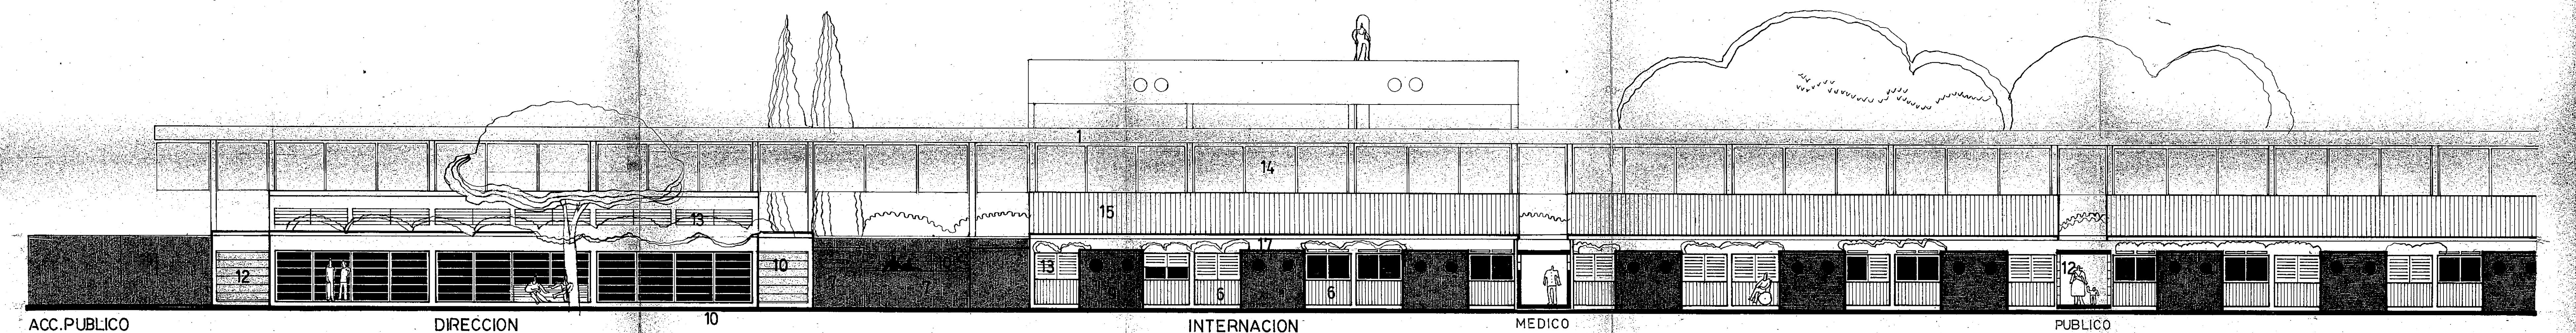 1
14
15
13
17
12
10
13
6
6
12
ACC.PUBLICO
DIRECCION
10
INTERNACION
MEDICO
PUBLICO